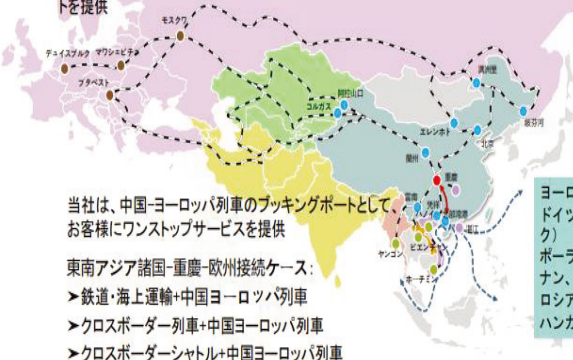 トを提供
モスクワ
デュイスブルク
マワシェビチェ
ブタペスト
満洲里
阿拉山口
コルガス
エレンホト
北京
綏芬河
蘭州
重慶
凭祥
湛江
ハノイ
ビエンチャン
ヤンゴン
ホーチミン
当社は、中国-ヨーロッパ列車のブッキングポートとして
お客様にワンストップサービスを提供
東南アジア諸国-重慶-欧州接続ケース:
➤鉄道・海上運輸+中国ヨーロッパ列車
➤クロスボーダー列車+中国ヨーロッパ列車
➤クロスボーダーシャトル+中国ヨーロッパ列車
ヨーロ
ドイツ
ク)
ポーラ
ナン、
ロシア
ハンガ